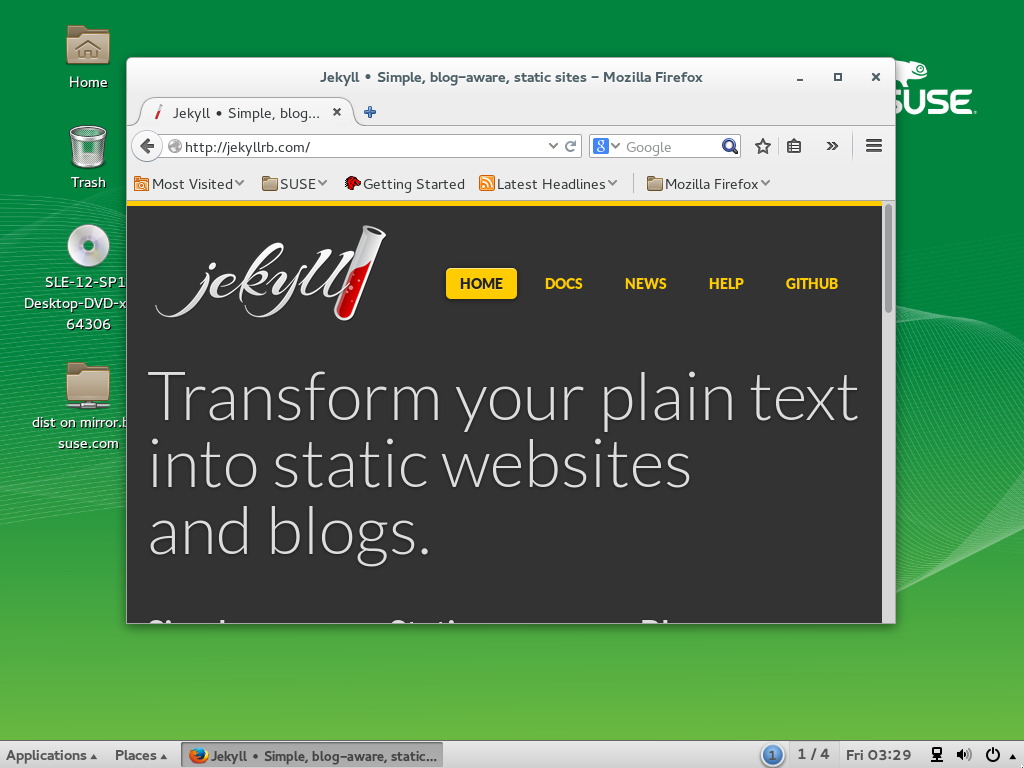 Home
Trash
SLE-12-SP1
Desktop-DVD-x
64306
dist on mirror.b
suse.com
SUSE
Jekyll • Simple, blog-aware, static sites - Mozilla Firefox
Jekyll • Simple, blog...
http://jekyllrb.com/
8
Google
Most Visited
SUSE
Getting Started
Latest Headlines
Mozilla Firefox
jekyll
HOME
DOCS
NEWS
HELP
GITHUB
Transform your plain text
into static websites
and blogs.
Applications
Places
Jekyll • Simple, blog-aware, static...
1
1 / 4
Fri 03:29